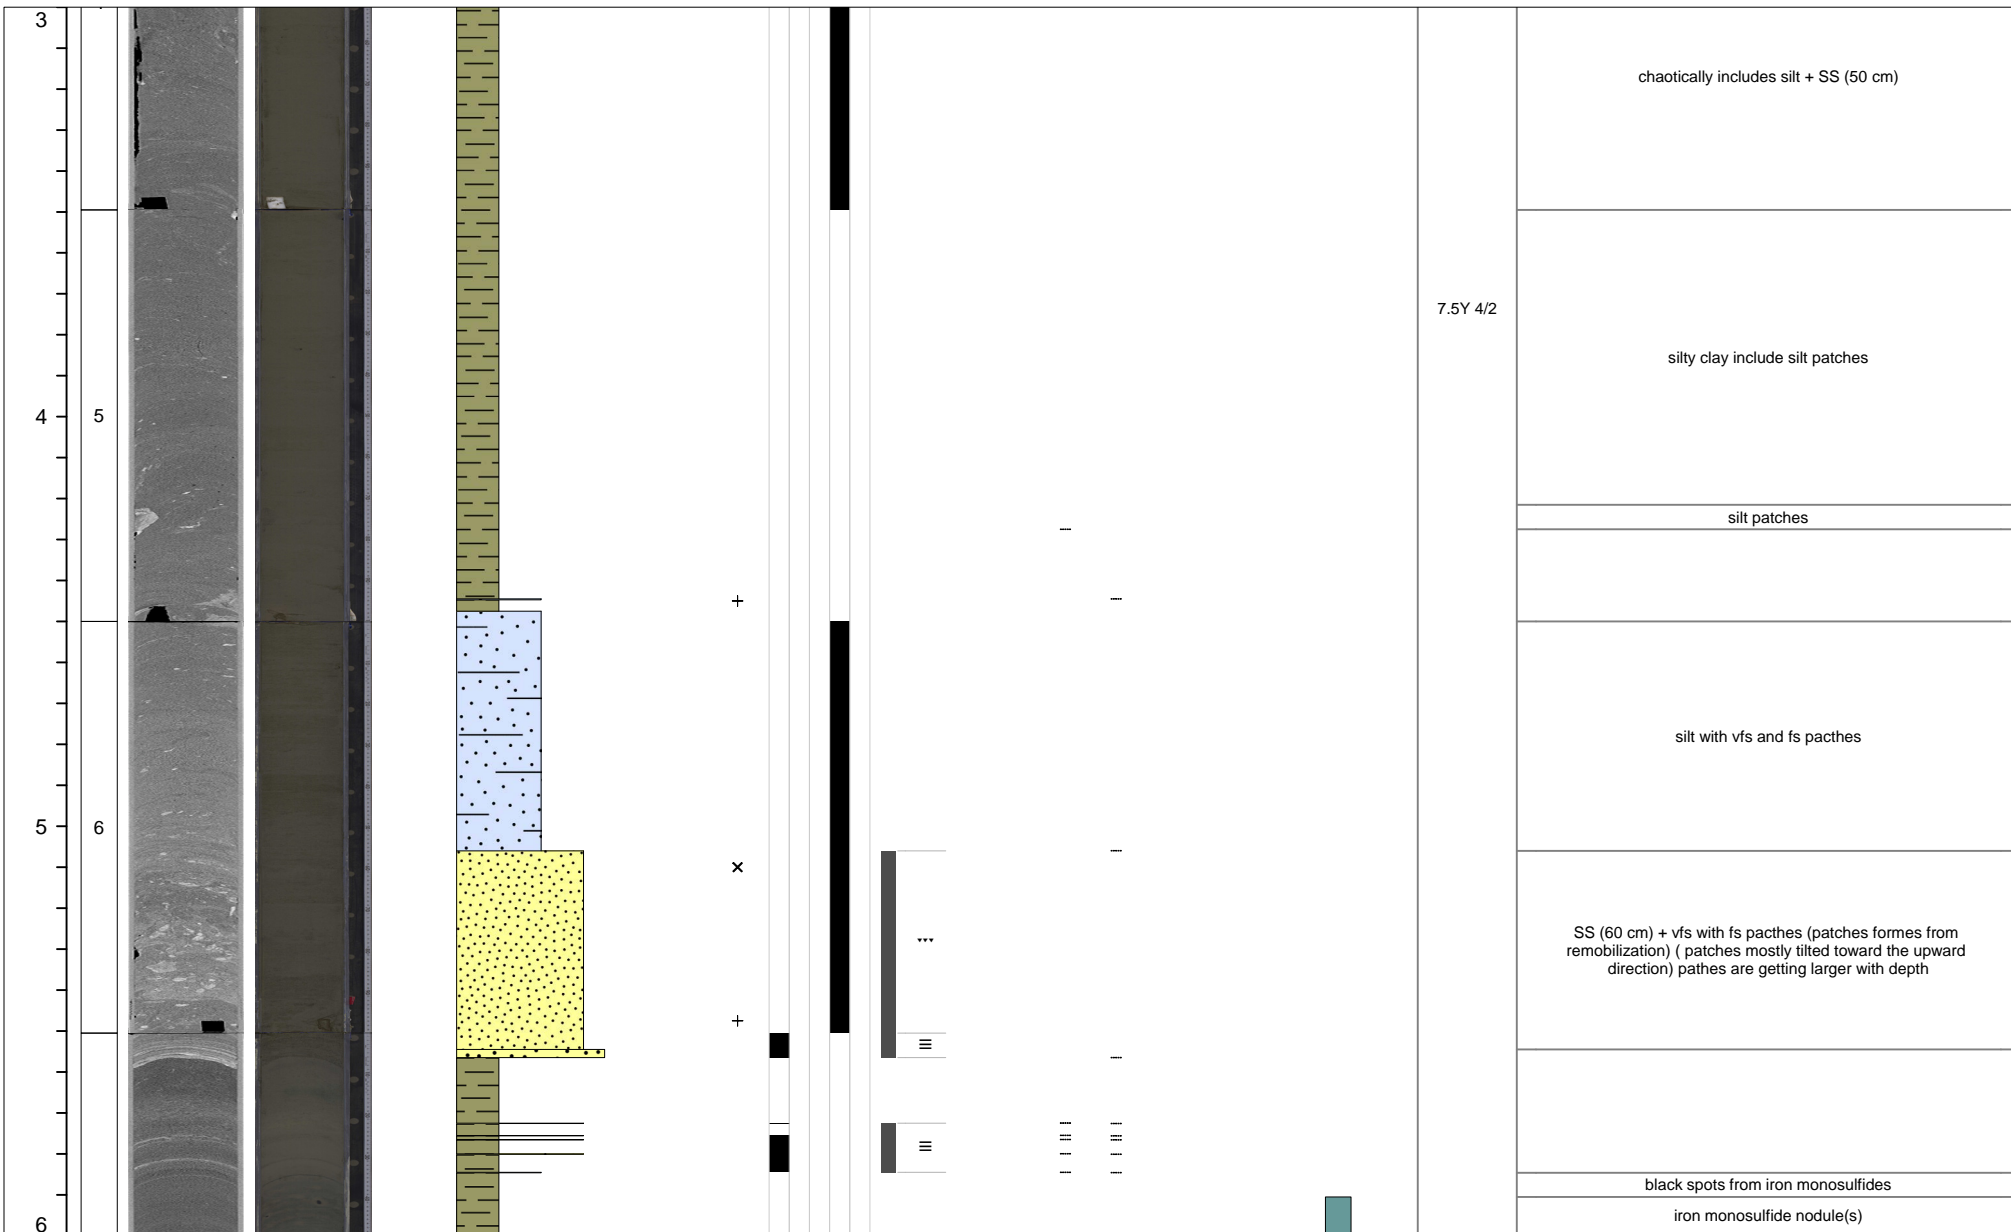 3
chaotically includes silt + SS (50 cm)
7.5Y 4/2
silty clay include silt patches
4
5
silt patches
+
silt with vfs and fs pacthes
5
6
x
SS (60 cm) + vfs with fs pacthes (patches formes from
remobilization) ( patches mostly tilted toward the upward
direction) pathes are getting larger with depth
+
black spots from iron monosulfides
6
iron monosulfide nodule(s)